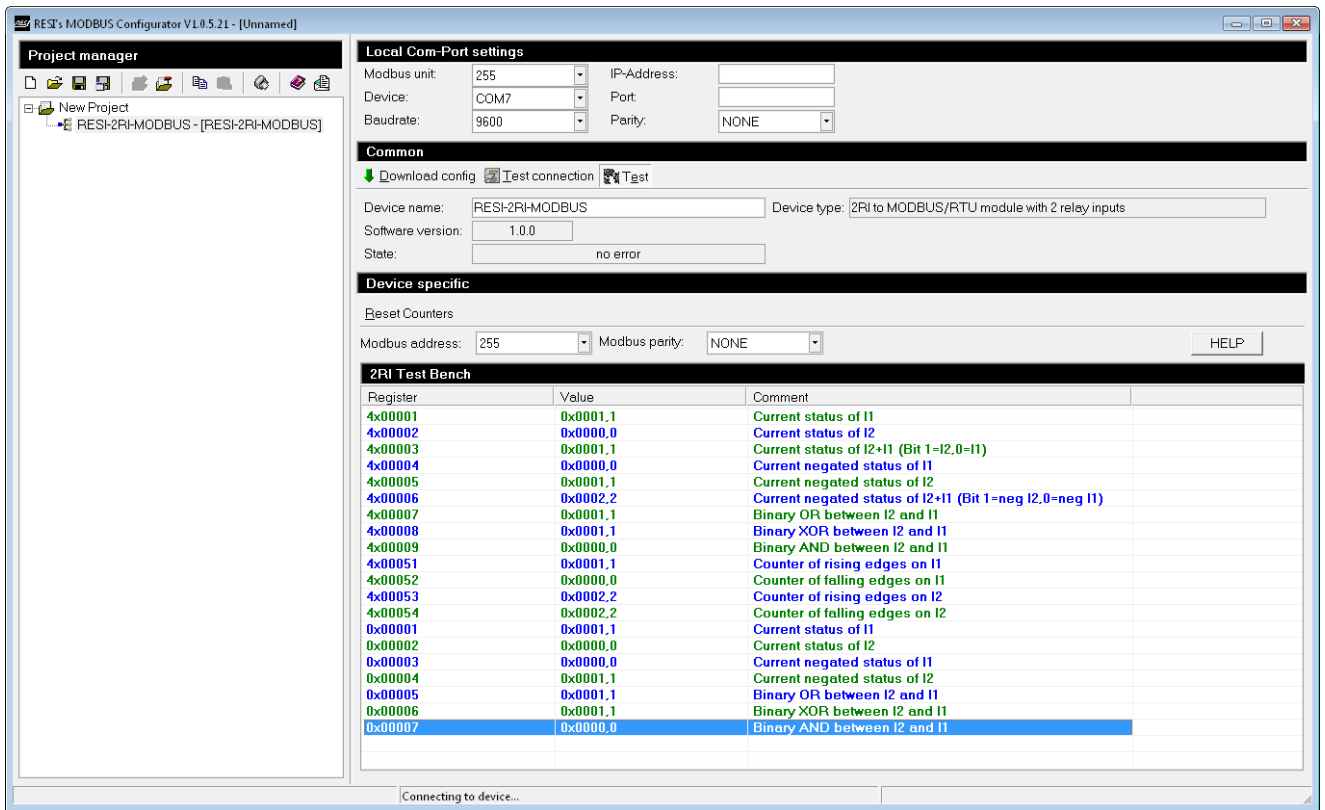 RESI RESI's MODBUS Configurator V1.0.5.21 - [Unnamed]
Project manager
New Project
RESI-2RI-MODBUS - [RESI-2RI-MODBUS]
Local Com-Port settings
Modbus unit: 255 IP-Address:
Device: COM7 Port:
Baudrate: 9600 Parity: NONE
Common
Download config Test connection Test
Device name: RESI-2RI-MODBUS Device type: 2RI to MODBUS/RTU module with 2 relay inputs
Software version: 1.0.0
State: no error
Device specific
Reset Counters
Modbus address: 255 Modbus parity: NONE HELP
2RI Test Bench
Register Value Comment
4x00001 0x0001,1 Current status of I1
4x00002 0x0000,0 Current status of I2
4x00003 0x0001,1 Current status of I2+I1 (Bit 1=I2,0=I1)
4x00004 0x0000,0 Current negated status of I1
4x00005 0x0001,1 Current negated status of I2
4x00006 0x0002,2 Current negated status of I2+I1 (Bit 1=neg I2,0=neg I1)
4x00007 0x0001,1 Binary OR between I2 and I1
4x00008 0x0001,1 Binary XOR between I2 and I1
4x00009 0x0000,0 Binary AND between I2 and I1
4x00051 0x0001,1 Counter of rising edges on I1
4x00052 0x0000,0 Counter of falling edges on I1
4x00053 0x0002,2 Counter of rising edges on I2
4x00054 0x0002,2 Counter of falling edges on I2
0x00001 0x0001,1 Current status of I1
0x00002 0x0000,0 Current status of I2
0x00003 0x0000,0 Current negated status of I1
0x00004 0x0001,1 Current negated status of I2
0x00005 0x0001,1 Binary OR between I2 and I1
0x00006 0x0001,1 Binary XOR between I2 and I1
0x00007 0x0000,0 Binary AND between I2 and I1
Connecting to device...